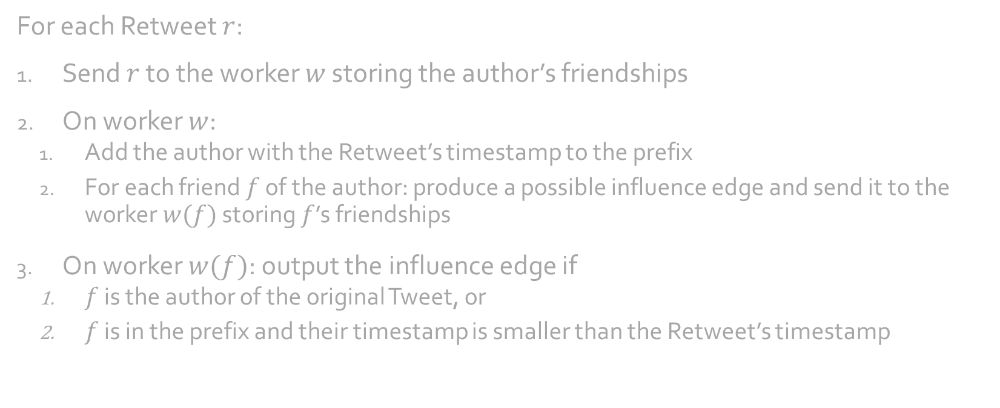 For each Retweet r:
1. Send r to the worker w storing the author’s friendships
2. On worker w:
1. Add the author with the Retweet’s timestamp to the prefix
2. For each friend f of the author: produce a possible influence edge and send it to the
worker w(f) storing f’s friendships
3. On worker w(f): output the influence edge if
1. f is the author of the original Tweet, or
2. f is in the prefix and their timestamp is smaller than the Retweet’s timestamp